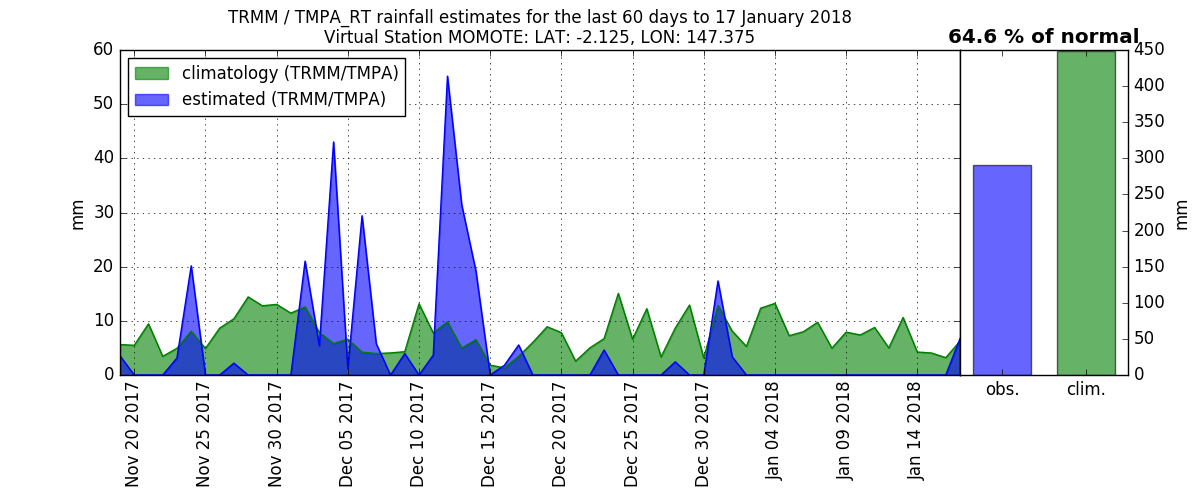 TRMM / TMPA_RT rainfall estimates for the last 60 days to 17 January 2018
Virtual Station MOMOTE: LAT: -2.125, LON: 147.375
64.6 % of normal
climatology (TRMM/TMPA)
estimated (TRMM/TMPA)
60
50
40
30
20
10
0
mm
Nov 20 2017
Nov 25 2017
Nov 30 2017
Dec 05 2017
Dec 10 2017
Dec 15 2017
Dec 20 2017
Dec 25 2017
Dec 30 2017
Jan 04 2018
Jan 09 2018
Jan 14 2018
obs.
clim.
450
400
350
300
250
200
150
100
50
0
mm